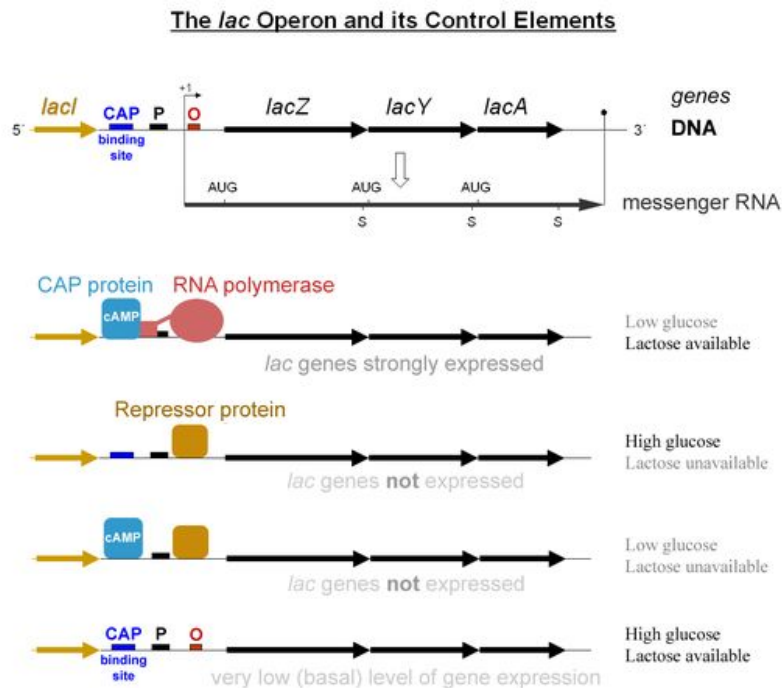 The lac Operon and its Control Elements
lacI CAP P +1 O lacZ lacY lacA genes
5´ 3´ DNA
binding
site
AUG AUG AUG
messenger RNA
S S S
CAP protein RNA polymerase
cAMP
Low glucose
Lactose available
lac genes strongly expressed
Repressor protein
High glucose
Lactose unavailable
lac genes not expressed
cAMP
Low glucose
Lactose unavailable
lac genes not expressed
CAP P O
High glucose
Lactose available
binding
site
very low (basal) level of gene expression